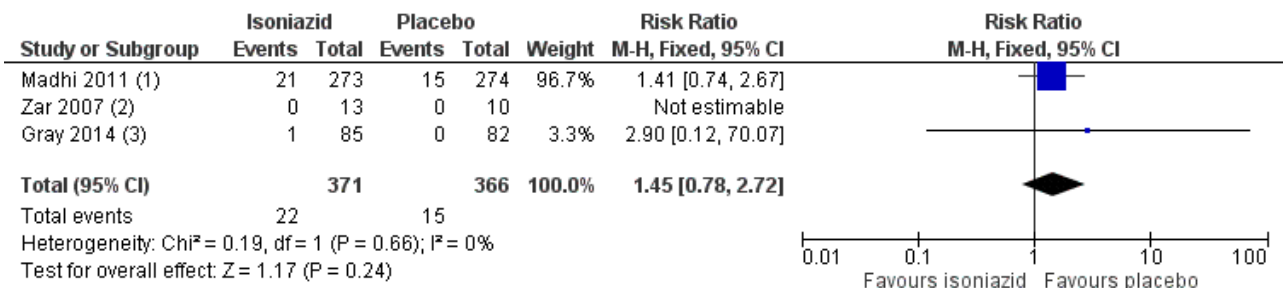 Isoniazid Placebo Risk Ratio Risk Ratio
Study or Subgroup Events Total Events Total Weight M-H, Fixed, 95% CI M-H, Fixed, 95% CI
Madhi 2011 (1) 21 273 15 274 96.7% 1.41 [0.74, 2.67]
Zar 2007 (2) 0 13 0 10 Not estimable
Gray 2014 (3) 1 85 0 82 3.3% 2.90 [0.12, 70.07]
Total (95% CI) 371 366 100.0% 1.45 [0.78, 2.72]
Total events 22 15
Heterogeneity: Chi² = 0.19, df = 1 (P = 0.66); I² = 0%
Test for overall effect: Z = 1.17 (P = 0.24)
0.01 0.1 1 10 100
Favours isoniazid Favours placebo